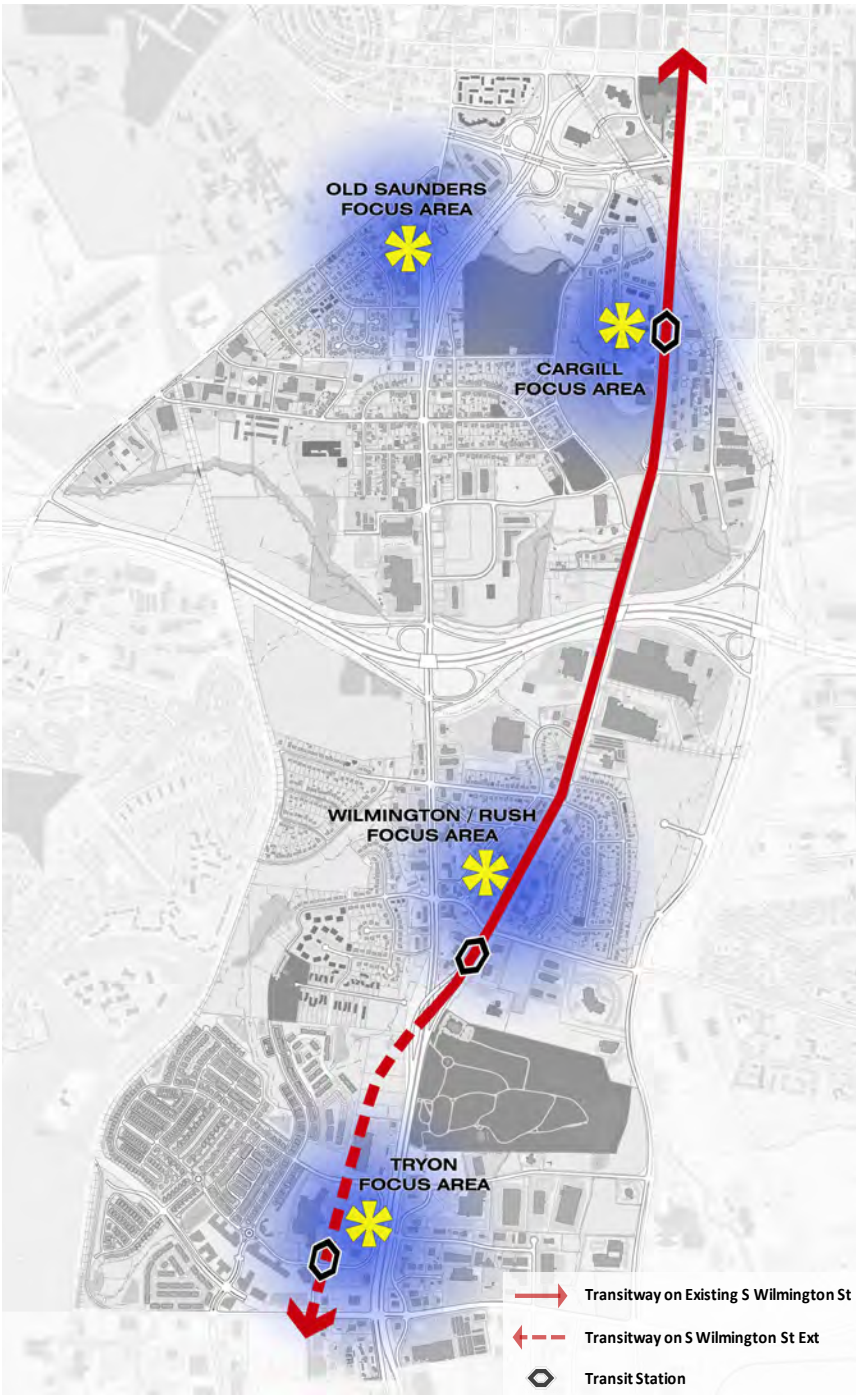 OLD SAUNDERS
FOCUS AREA
CARGILL
FOCUS AREA
WILMINGTON / RUSH
FOCUS AREA
TRYON
FOCUS AREA
Transitway on Existing S Wilmington St
Transitway on S Wilmington St Ext
Transit Station